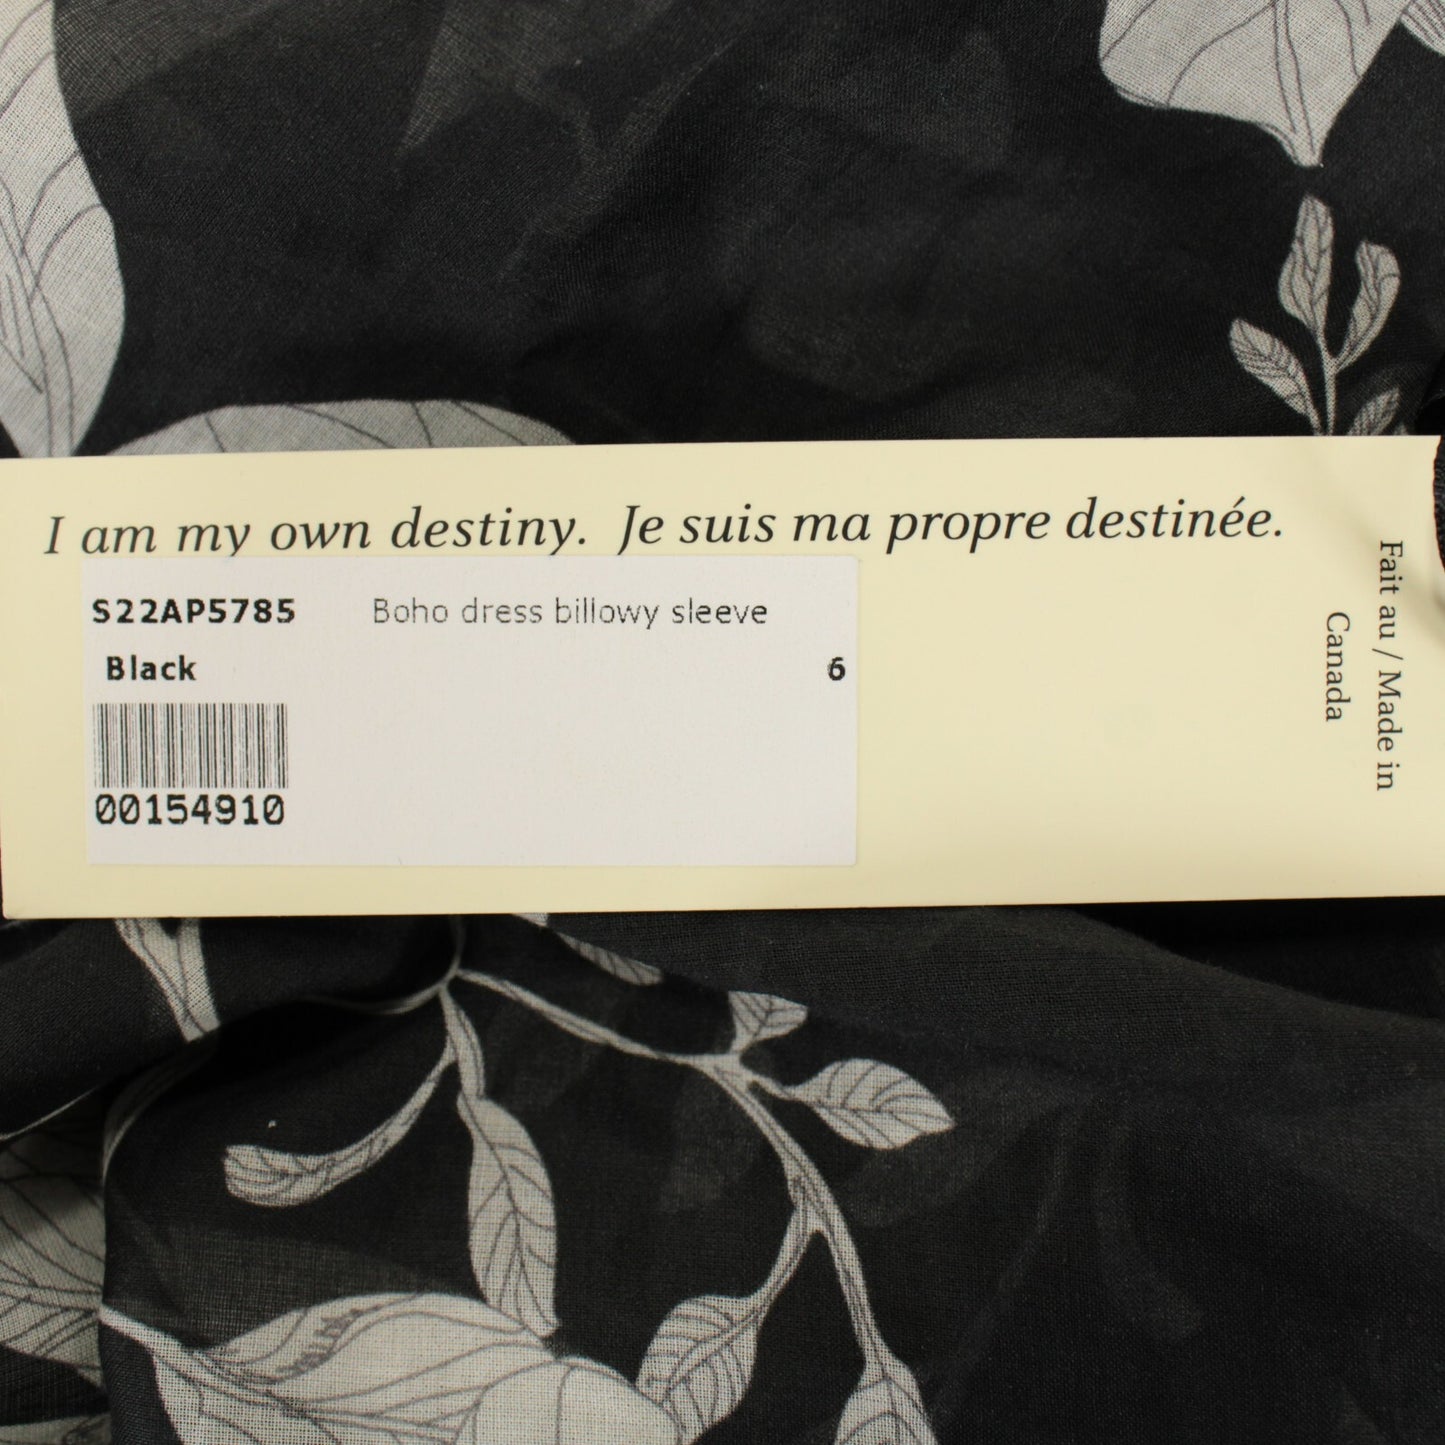 I am my own destiny. Je suis ma propre destinée.
S22AP5785 Boho dress billowy sleeve
Black 6
00154910
Fait au / Made in
Canada